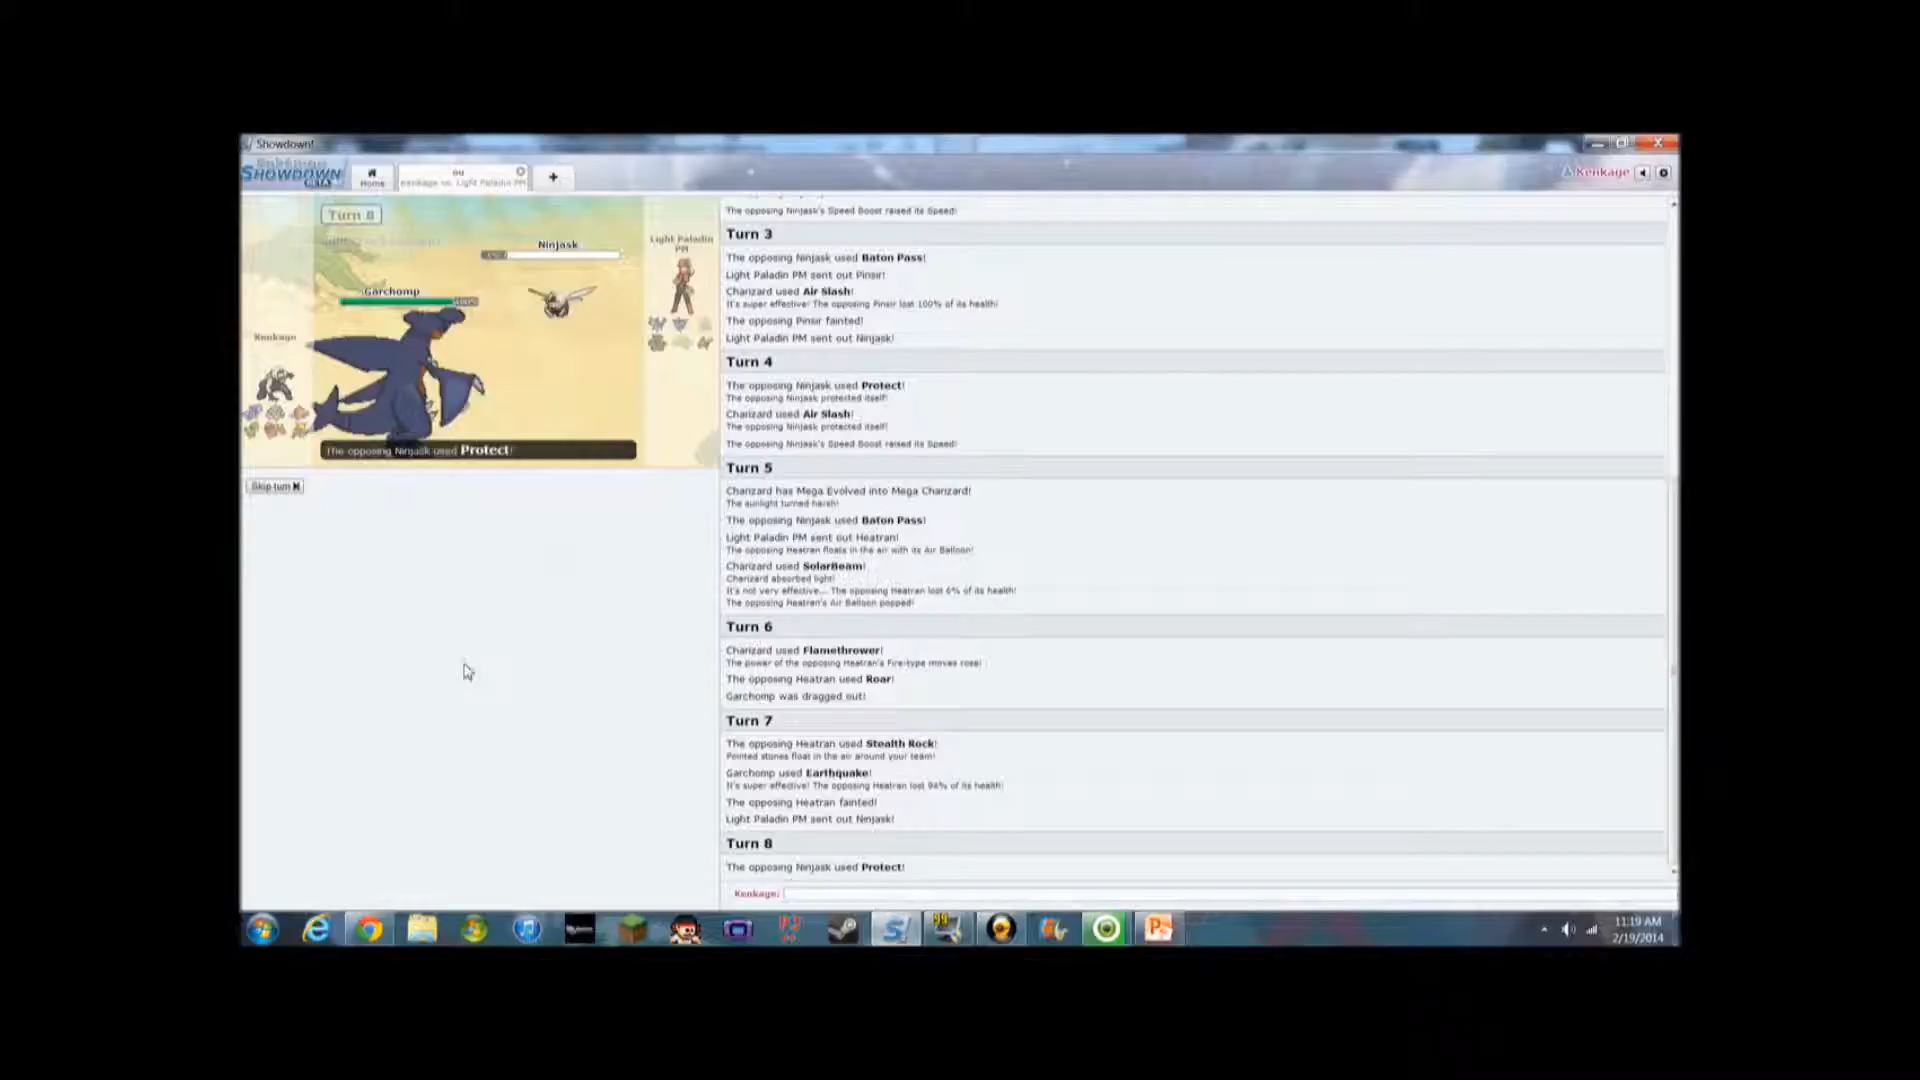 Showdown!
Pokémon
SHOWDOWN
BETA
Home
ou
Kenkage vs. Light Paladin PM
+
Kenkage
Turn 8
Ninjask
Light Paladin
PM
Garchomp
100%
Kenkage
The opposing Ninjask used Protect!
Skip turn
The opposing Ninjask's Speed Boost raised its Speed!
Turn 3
The opposing Ninjask used Baton Pass!
Light Paladin PM sent out Pinsir!
Charizard used Air Slash!
It's super effective! The opposing Pinsir lost 100% of its health!
The opposing Pinsir fainted!
Light Paladin PM sent out Ninjask!
Turn 4
The opposing Ninjask used Protect!
The opposing Ninjask protected itself!
Charizard used Air Slash!
The opposing Ninjask protected itself!
The opposing Ninjask's Speed Boost raised its Speed!
Turn 5
Charizard has Mega Evolved into Mega Charizard!
The sunlight turned harsh!
The opposing Ninjask used Baton Pass!
Light Paladin PM sent out Heatran!
The opposing Heatran floats in the air with its Air Balloon!
Charizard used SolarBeam!
Charizard absorbed light!
It's not very effective... The opposing Heatran lost 6% of its health!
The opposing Heatran's Air Balloon popped!
Turn 6
Charizard used Flamethrower!
The power of the opposing Heatran's Fire-type moves rose!
The opposing Heatran used Roar!
Garchomp was dragged out!
Turn 7
The opposing Heatran used Stealth Rock!
Pointed stones float in the air around your team!
Garchomp used Earthquake!
It's super effective! The opposing Heatran lost 94% of its health!
The opposing Heatran fainted!
Light Paladin PM sent out Ninjask!
Turn 8
The opposing Ninjask used Protect!
Kenkage:
99
11:19 AM
2/19/2014